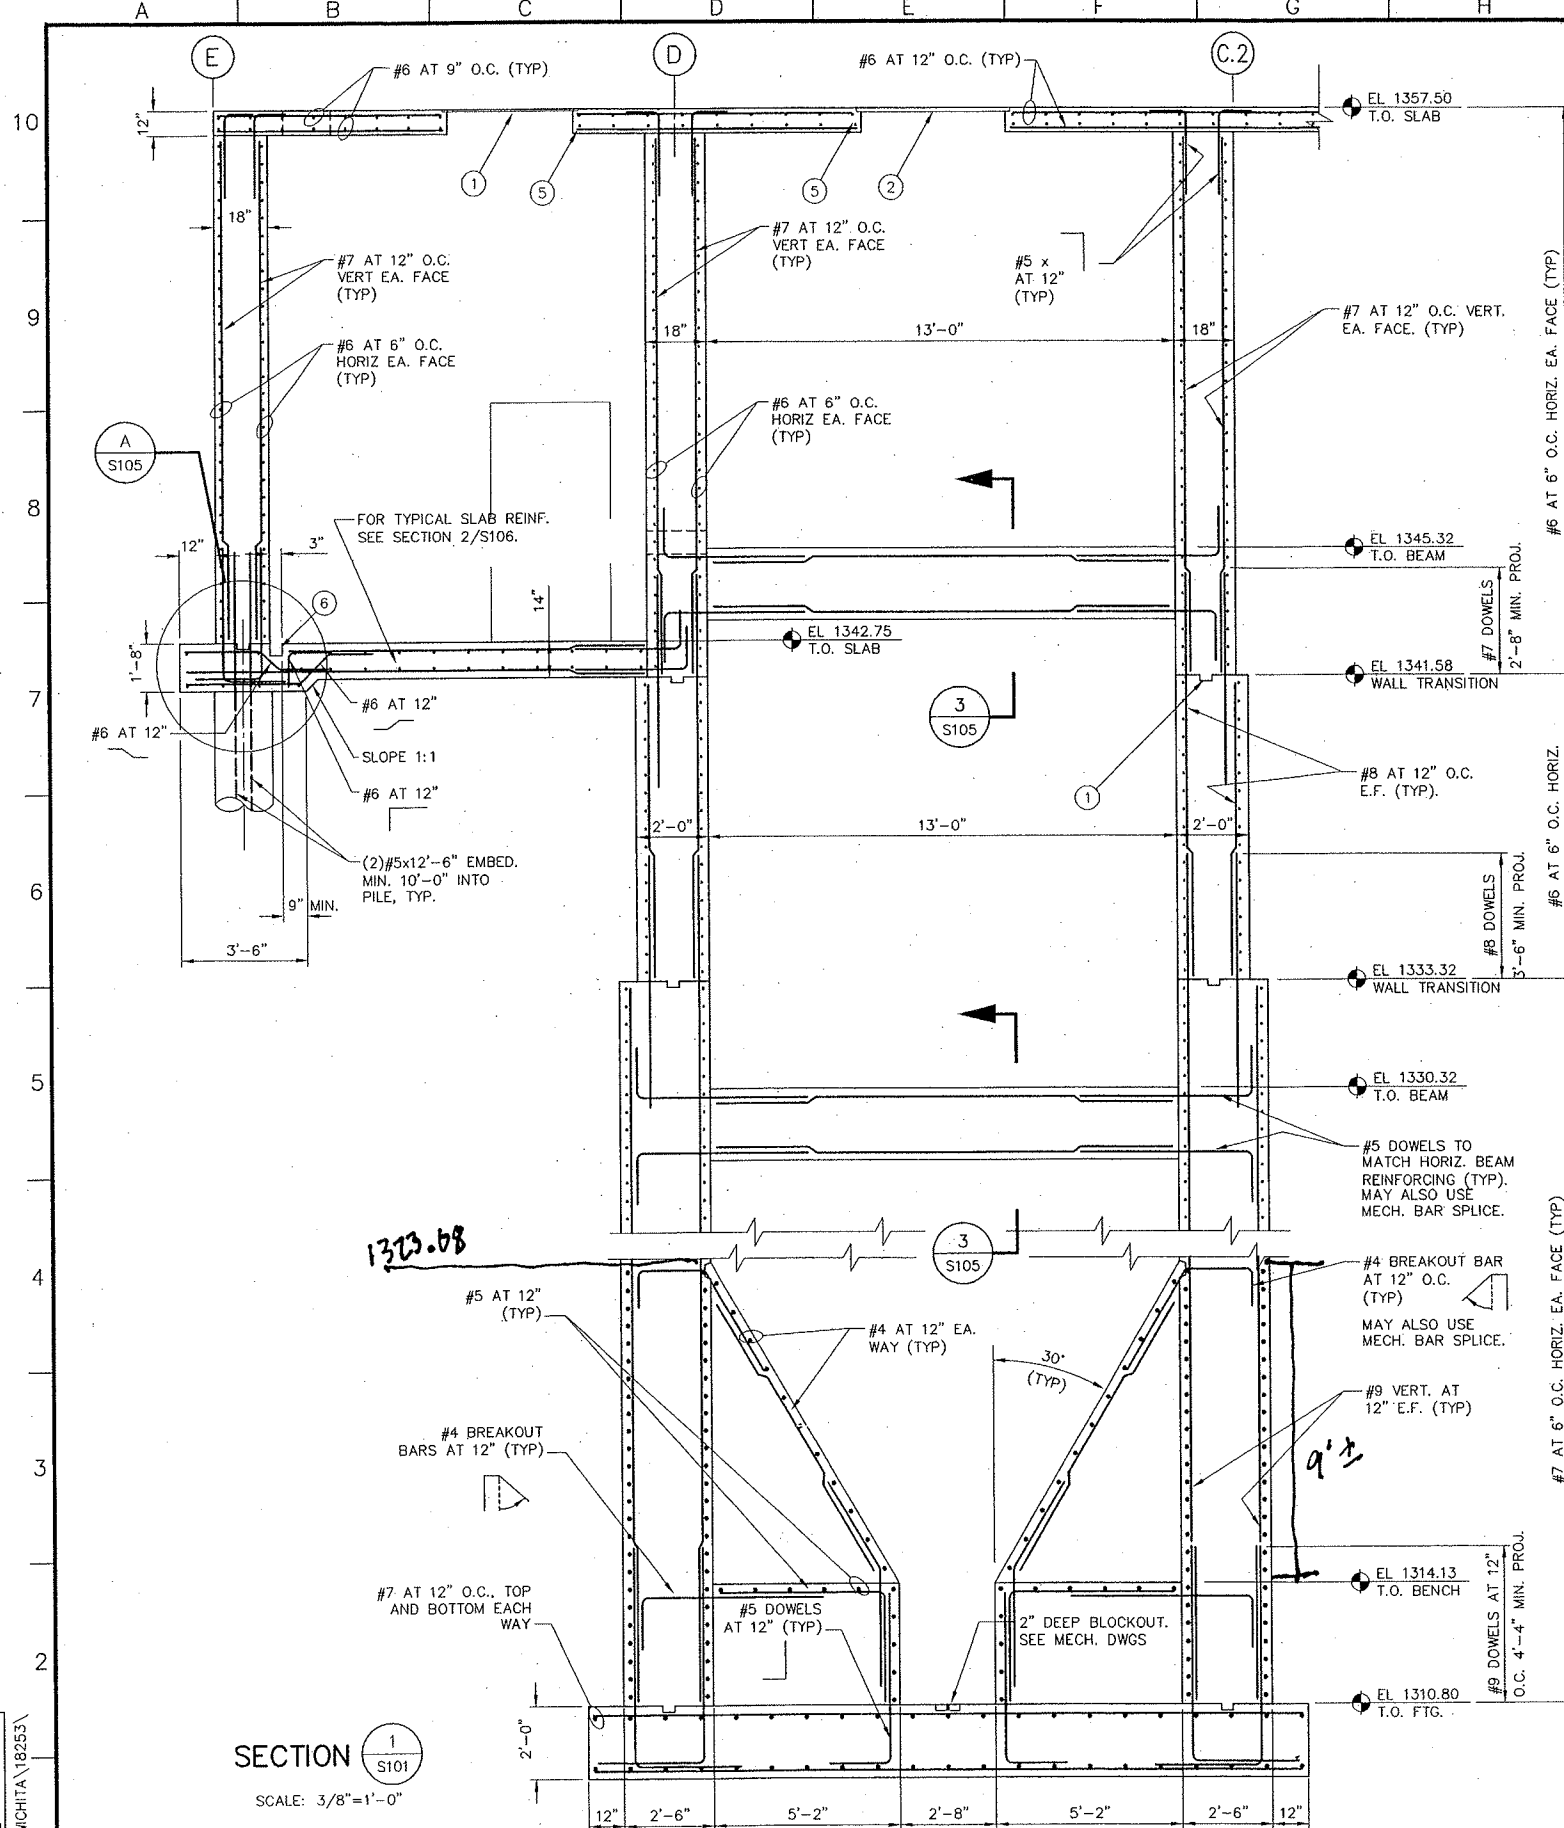 A B C D E F G H
E D C.2
10
9
8
7
6
5
4
3
2
#6 AT 9" O.C. (TYP)
#6 AT 12" O.C. (TYP)
EL 1357.50
T.O. SLAB
12"
1
5
5
2
18"
#7 AT 12" O.C.
VERT EA. FACE
(TYP)
#7 AT 12" O.C.
VERT EA. FACE
(TYP)
#5 x
AT 12"
(TYP)
#7 AT 12" O.C. VERT.
EA. FACE. (TYP)
#6 AT 6" O.C. HORIZ. EA. FACE (TYP)
18"
13'-0"
18"
#6 AT 6" O.C.
HORIZ EA. FACE
(TYP)
#6 AT 6" O.C.
HORIZ EA. FACE
(TYP)
A
S105
FOR TYPICAL SLAB REINF.
SEE SECTION 2/S106.
12"
3"
EL 1345.32
T.O. BEAM
#7 DOWELS
2'-8" MIN. PROJ.
6
14"
EL 1342.75
T.O. SLAB
1'-8"
EL 1341.58
WALL TRANSITION
#6 AT 12"
#6 AT 12"
SLOPE 1:1
#6 AT 12"
3
S105
1
#8 AT 12" O.C.
E.F. (TYP).
#6 AT 6" O.C. HORIZ.
2'-0"
13'-0"
2'-0"
(2)#5x12'-6" EMBED.
MIN. 10'-0" INTO
PILE, TYP.
9" MIN.
3'-6"
#8 DOWELS
3'-6" MIN. PROJ.
EL 1333.32
WALL TRANSITION
EL 1330.32
T.O. BEAM
#5 DOWELS TO
MATCH HORIZ. BEAM
REINFORCING (TYP).
MAY ALSO USE
MECH. BAR SPLICE.
1323.68
3
S105
#4 BREAKOUT BAR
AT 12" O.C.
(TYP)
MAY ALSO USE
MECH. BAR SPLICE.
#5 AT 12"
(TYP)
#4 AT 12" EA.
WAY (TYP)
30°
(TYP)
#9 VERT. AT
12" E.F. (TYP)
#7 AT 6" O.C. HORIZ. EA. FACE (TYP)
#4 BREAKOUT
BARS AT 12" (TYP)
9' ±
#7 AT 12" O.C., TOP
AND BOTTOM EACH
WAY
#5 DOWELS
AT 12" (TYP)
2" DEEP BLOCKOUT.
SEE MECH. DWGS
EL 1314.13
T.O. BENCH
#9 DOWELS AT 12"
O.C. 4'-4" MIN. PROJ.
EL 1310.80
T.O. FTG.
2'-0"
SECTION 1
S101
SCALE: 3/8"=1'-0"
12" 2'-6" 5'-2" 2'-8" 5'-2" 2'-6" 12"
WICHITA\18253\